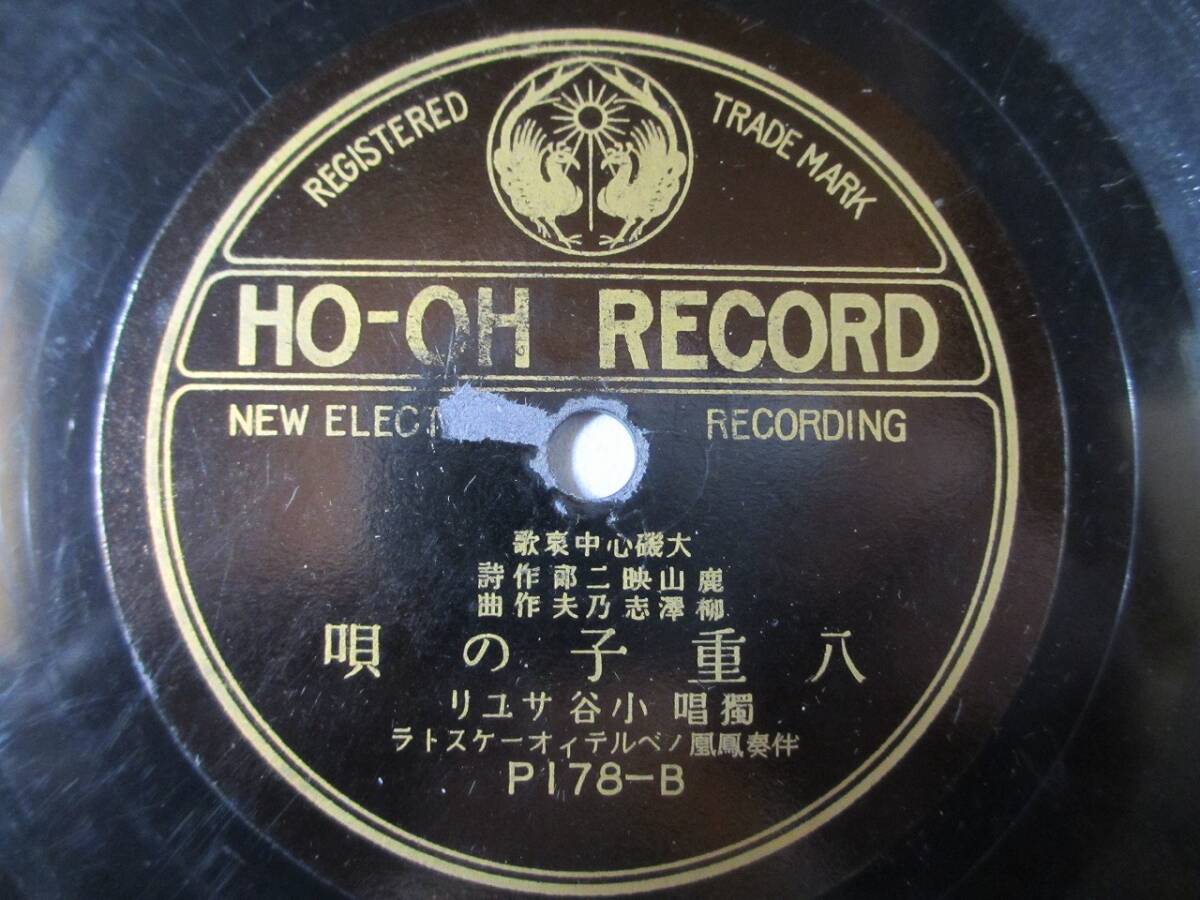 REGISTERED TRADE MARK
HO-OH RECORD
NEW ELECT RECORDING
大磯心中哀歌
鹿山映二郎作詩
柳澤志乃夫作曲
八重子の唄
獨唱 小谷サユリ
伴奏鳳凰ノベルティオーケストラ
P178-B